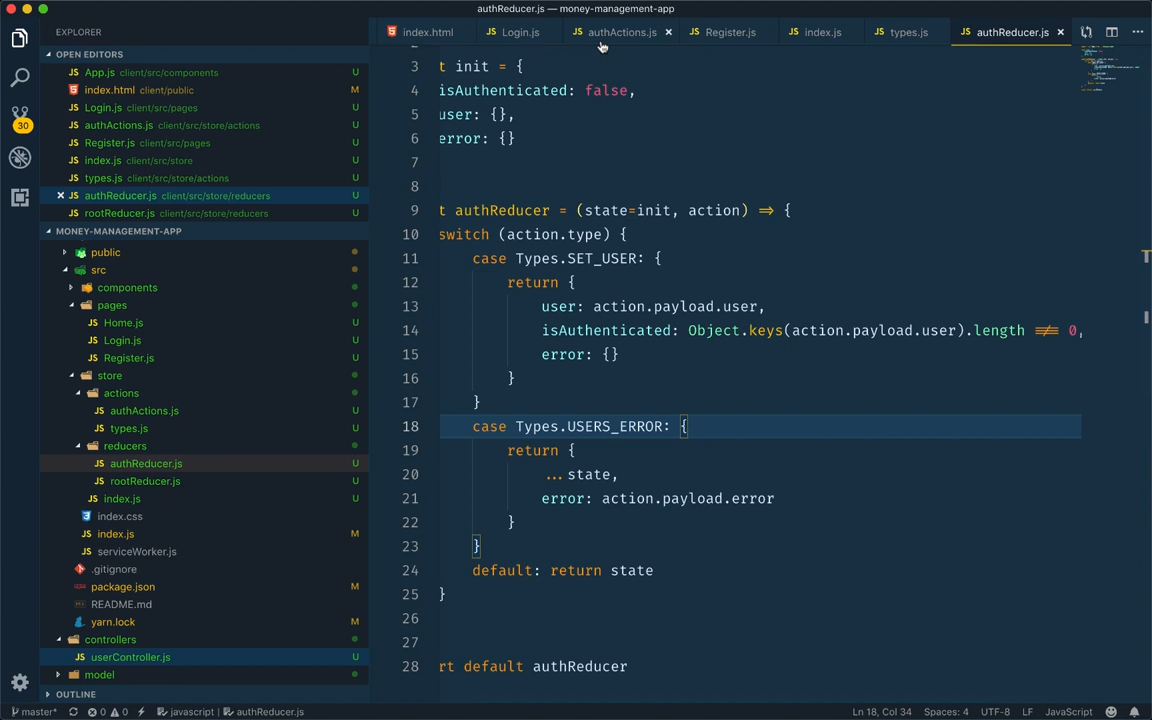 authReducer.js — money-management-app
EXPLORER
OPEN EDITORS
JS App.js client/src/components U
index.html client/public M
JS Login.js client/src/pages U
JS authActions.js client/src/store/actions U
JS Register.js client/src/pages U
JS index.js client/src/store U
JS types.js client/src/store/actions U
JS authReducer.js client/src/store/reducers U
JS rootReducer.js client/src/store/reducers U
MONEY-MANAGEMENT-APP
public
src
components
pages
JS Home.js U
JS Login.js U
JS Register.js U
store
actions
JS authActions.js U
JS types.js U
reducers
JS authReducer.js U
JS rootReducer.js U
JS index.js U
index.css
JS index.js M
JS serviceWorker.js
.gitignore
package.json M
README.md
yarn.lock M
controllers
JS userController.js U
model
OUTLINE
30
index.html
JS Login.js
JS authActions.js
JS Register.js
JS index.js
JS types.js
JS authReducer.js
3 t init = {
4 isAuthenticated: false,
5 user: {},
6 error: {}
7
8
9 t authReducer = (state=init, action) ⇒ {
10 switch (action.type) {
11 case Types.SET_USER: {
12 return {
13 user: action.payload.user,
14 isAuthenticated: Object.keys(action.payload.user).length !== 0,
15 error: {}
16 }
17 }
18 case Types.USERS_ERROR: {
19 return {
20 ...state,
21 error: action.payload.error
22 }
23 }
24 default: return state
25 }
26
27
28 rt default authReducer
master* 0 0 javascript | authReducer.js Ln 18, Col 34 Spaces: 4 UTF-8 LF JavaScript